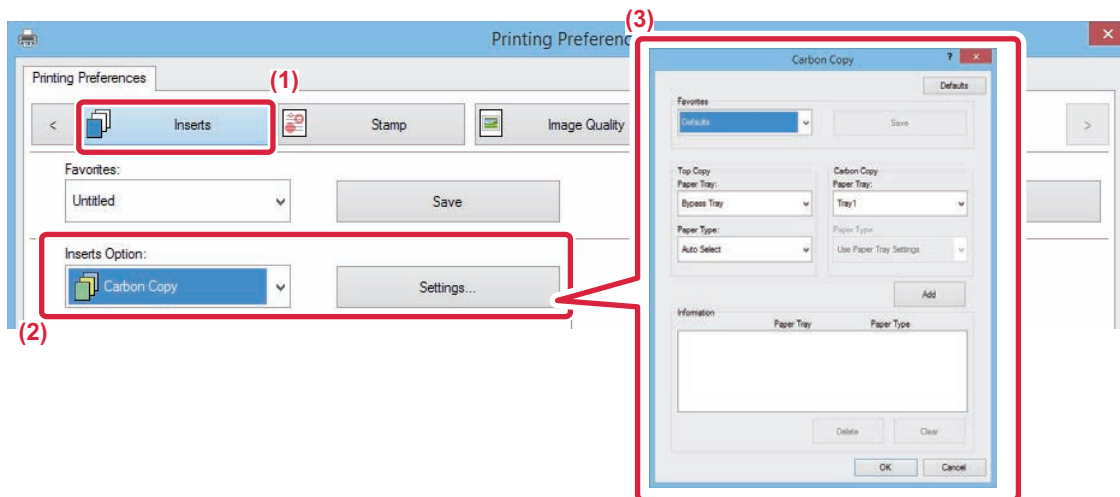 (3)
Printing Preferenc
Printing Preferences
(1)
<
Inserts
Stamp
Image Quality
>
Favorites:
Untitled
Save
Inserts Option:
Carbon Copy
Settings...
(2)
Carbon Copy
?
Defaults
Favorites
Defaults
Save
Top Copy
Carbon Copy
Paper Tray:
Paper Tray:
Bypass Tray
Tray1
Paper Type:
Paper Type:
Auto Select
Use Paper Tray Settings
Add
Information
Paper Tray
Paper Type
Delete
Clear
OK
Cancel